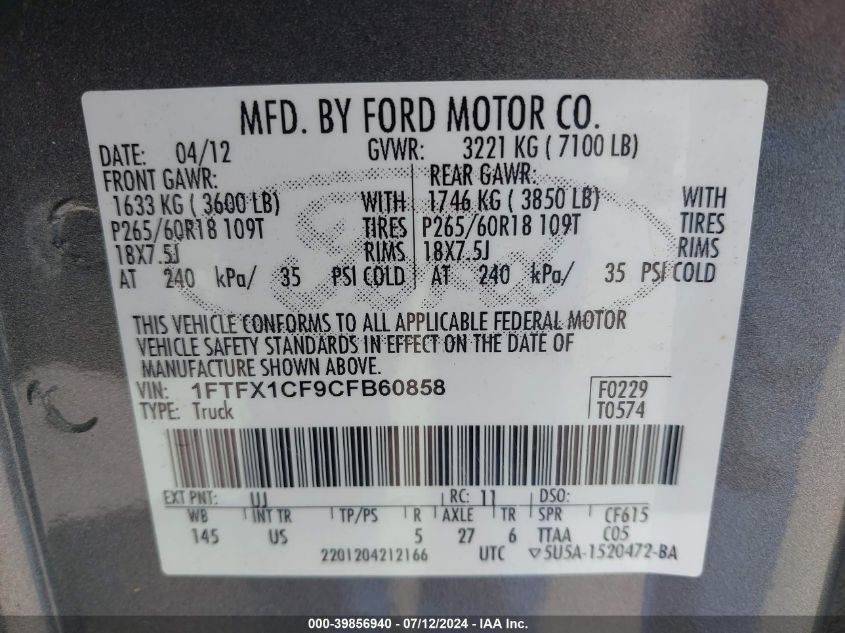 MFD. BY FORD MOTOR CO.
DATE: 04/12 GVWR: 3221 KG ( 7100 LB)
FRONT GAWR: REAR GAWR:
1633 KG ( 3600 LB) WITH 1746 KG ( 3850 LB) WITH
P265/60R18 109T TIRES P265/60R18 109T TIRES
18X7.5J RIMS 18X7.5J RIMS
AT 240 kPa/ 35 PSI COLD AT 240 kPa/ 35 PSI COLD
THIS VEHICLE CONFORMS TO ALL APPLICABLE FEDERAL MOTOR
VEHICLE SAFETY STANDARDS IN EFFECT ON THE DATE OF
MANUFACTURE SHOWN ABOVE.
VIN: 1FTFX1CF9CFB60858 F0229
TYPE: Truck T0574
EXT PNT: UJ RC: 11 DSO:
WB INT TR TP/PS R AXLE TR SPR CF615
145 US 5 27 6 TTAA C05
2201204212166 UTC ▽5U5A-1520472-BA
000-39856940 - 07/12/2024 - IAA Inc.